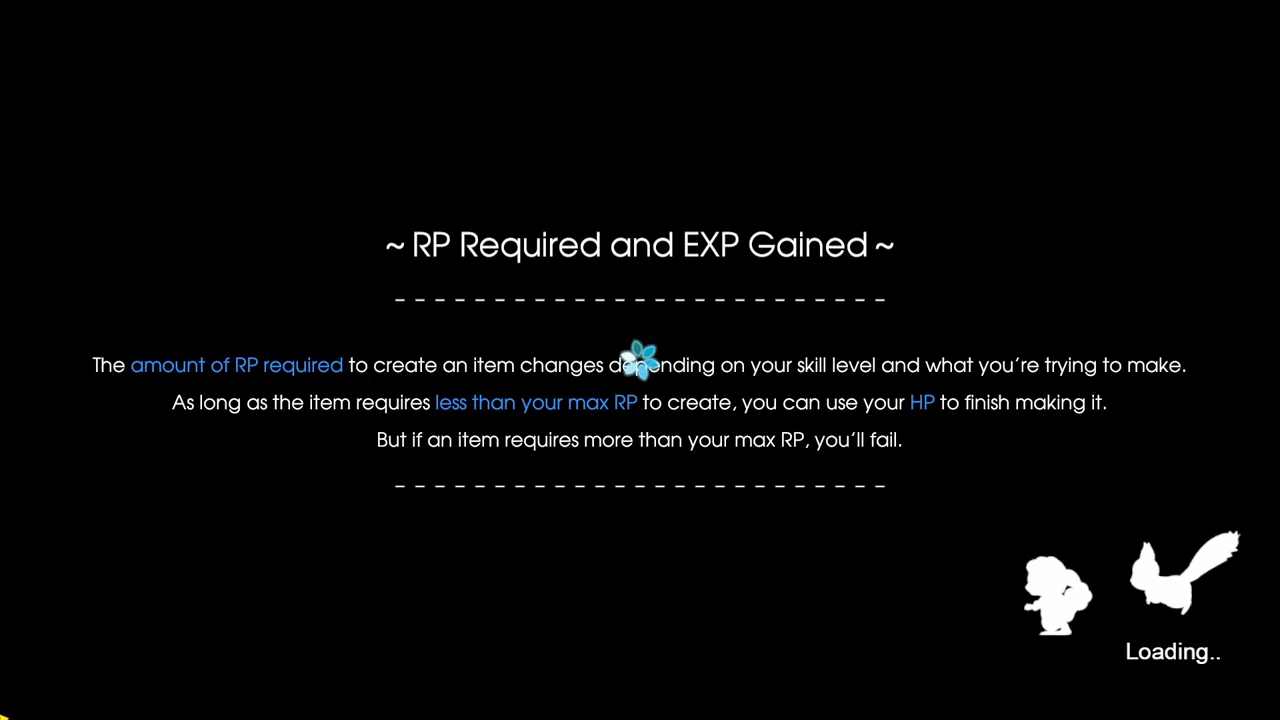 ~ RP Required and EXP Gained ~
The amount of RP required to create an item changes depending on your skill level and what you're trying to make.
As long as the item requires less than your max RP to create, you can use your HP to finish making it.
But if an item requires more than your max RP, you'll fail.
Loading..